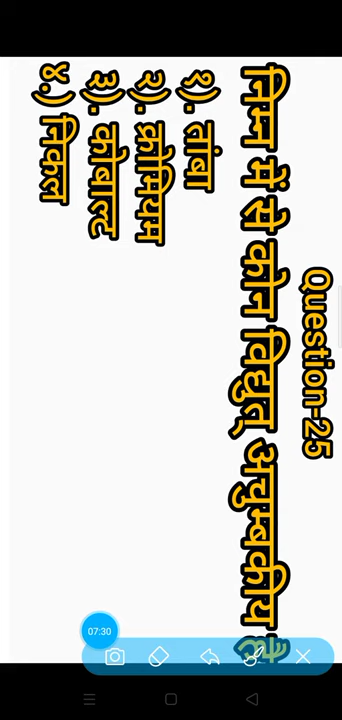 Question-25
निम्न में से कोन विद्युत् अचुम्बकीय है
१). तांबा
२). क्रोमियम
३). कोबाल्ट
४.) निकल
07:30